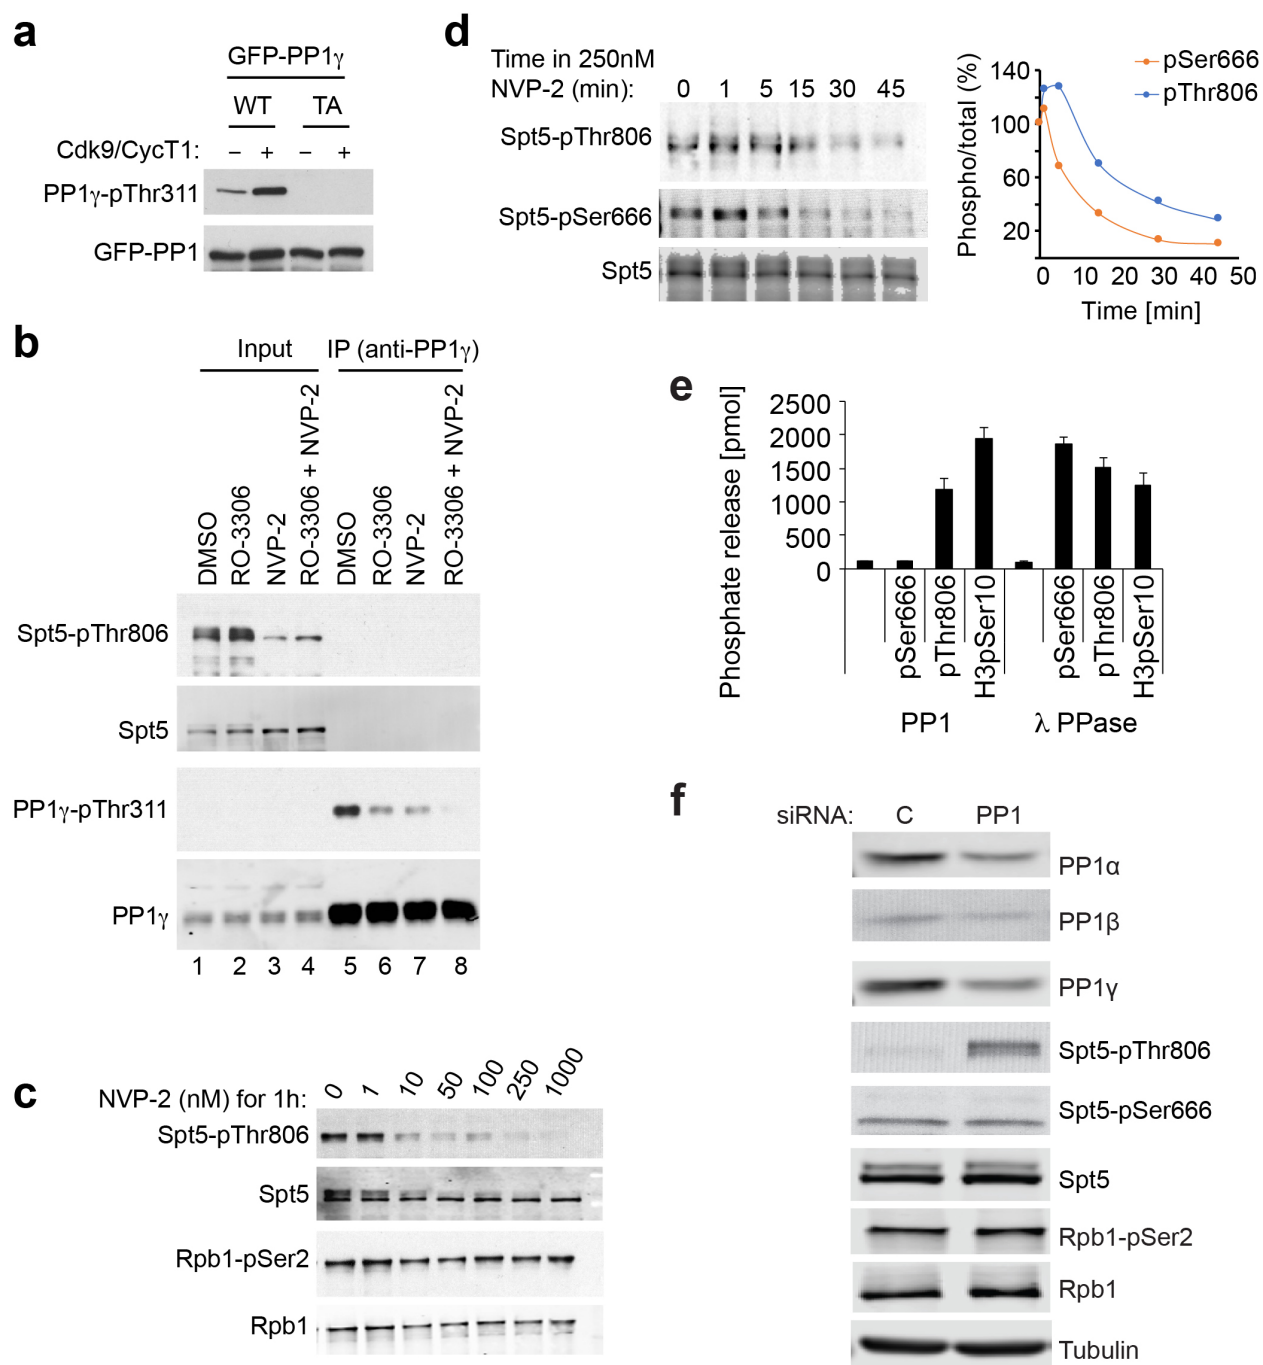 a
GFP-PP1γ
WT TA
Cdk9/CycT1: – + – +
PP1γ-pThr311
GFP-PP1
b
Input IP (anti-PP1γ)
DMSO RO-3306 NVP-2 RO-3306 + NVP-2 DMSO RO-3306 NVP-2 RO-3306 + NVP-2
Spt5-pThr806
Spt5
PP1γ-pThr311
PP1γ
1 2 3 4 5 6 7 8
c
NVP-2 (nM) for 1h: 0 1 10 50 100 250 1000
Spt5-pThr806
Spt5
Rpb1-pSer2
Rpb1
d
Time in 250nM
NVP-2 (min): 0 1 5 15 30 45
Spt5-pThr806
Spt5-pSer666
Spt5
Phospho/total (%)
140
100
60
20
0 10 20 30 40 50
Time [min]
pSer666
pThr806
e
Phosphate release [pmol]
2500
2000
1500
1000
500
0
pSer666 pThr806 H3pSer10 pSer666 pThr806 H3pSer10
PP1 λ PPase
f
siRNA: C PP1
PP1α
PP1β
PP1γ
Spt5-pThr806
Spt5-pSer666
Spt5
Rpb1-pSer2
Rpb1
Tubulin